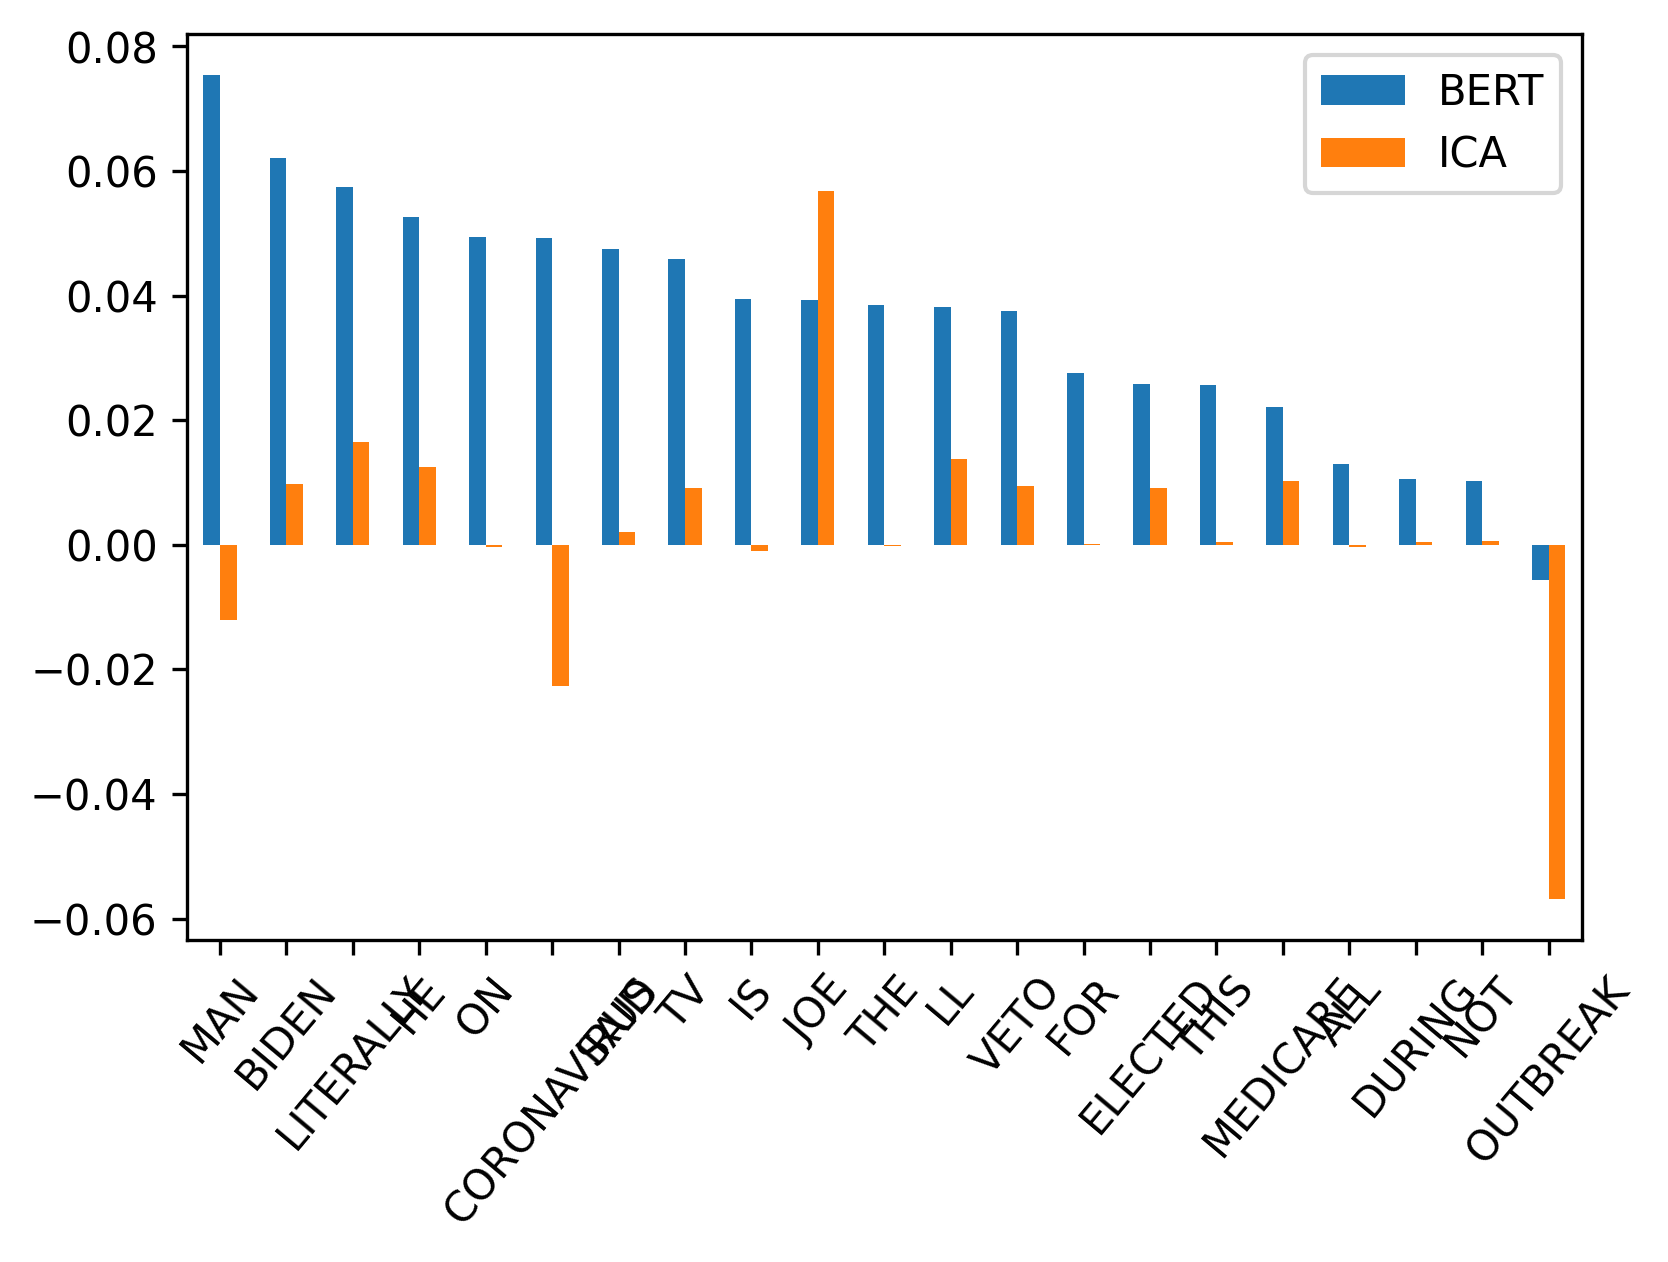 0.08
0.06
0.04
0.02
0.00
−0.02
−0.04
−0.06
BERT
ICA
MAN
BIDEN
LITERALLY
HE
ON
CORONAVIRUS
SAID
TV
IS
JOE
THE
LL
VETO
FOR
ELECTED
THIS
MEDICARE
ALL
DURING
NOT
OUTBREAK